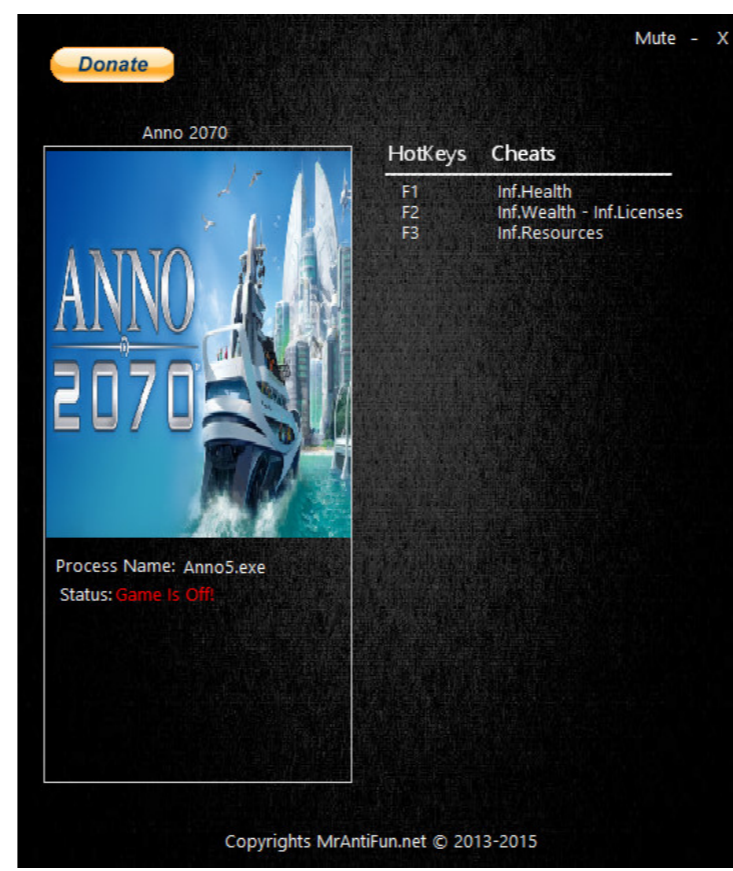 Mute - X
Donate
Anno 2070
HotKeys Cheats
F1 Inf.Health
F2 Inf.Wealth - Inf.Licenses
F3 Inf.Resources
ANNO
2070
Process Name: Anno5.exe
Status: Game Is Off!
Copyrights MrAntiFun.net © 2013-2015